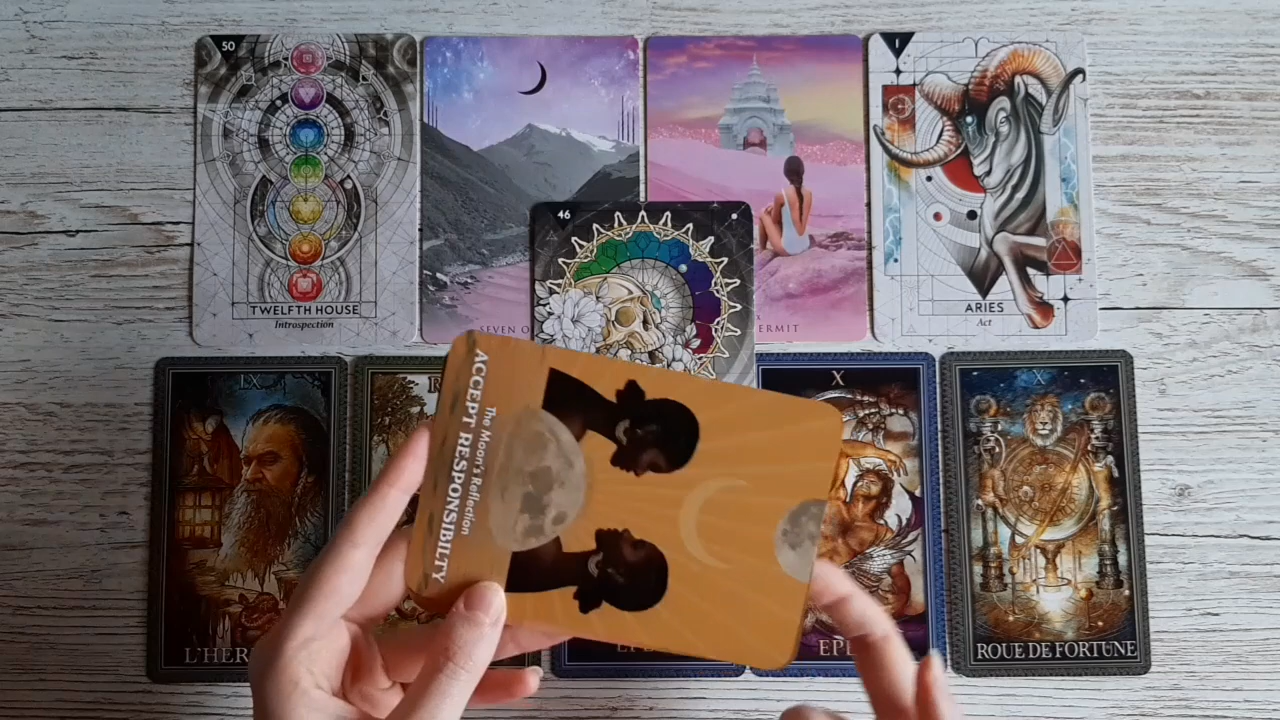 50
TWELFTH HOUSE
Introspection
SEVEN O
ERMIT
I
ARIES
Act
46
IX
L'HER
The Moon's Reflection
ACCEPT RESPONSIBILTY
X
EPE
X
ROUE DE FORTUNE